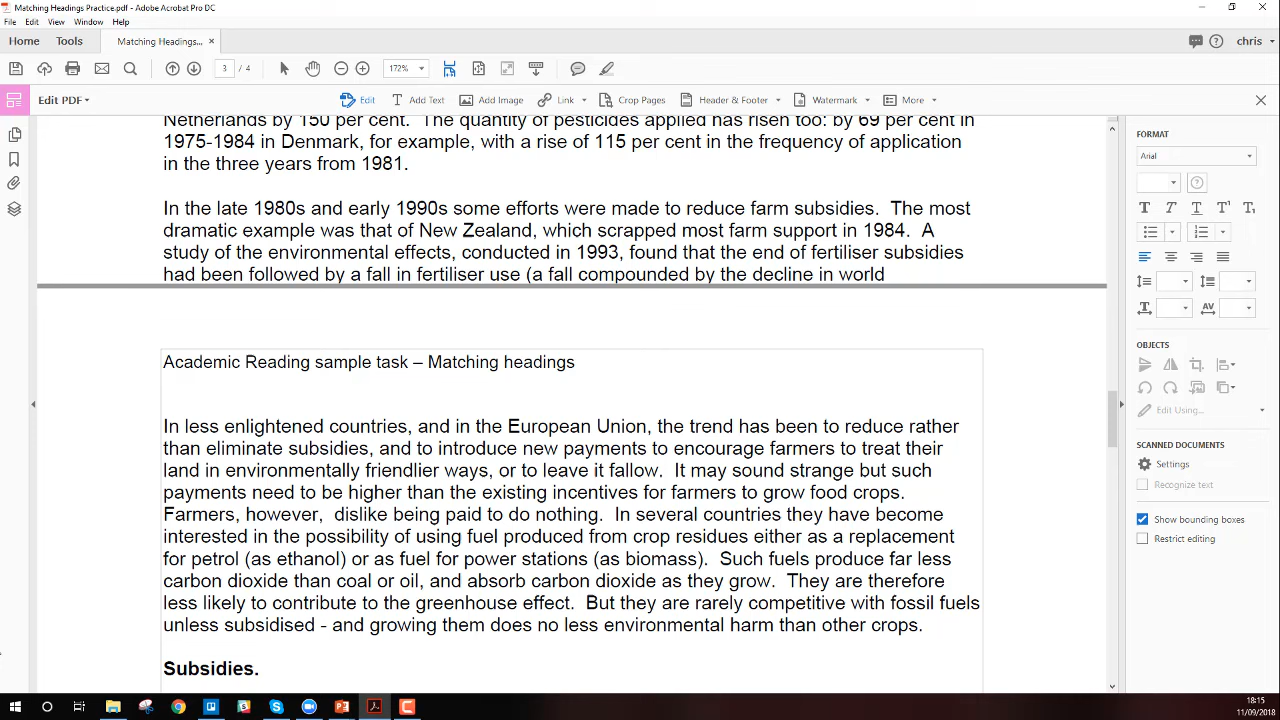 Matching Headings Practice.pdf - Adobe Acrobat Pro DC
File Edit View Window Help
Home Tools Matching Headings... × chris
3 / 4 172%
Edit PDF Edit Add Text Add Image Link Crop Pages Header & Footer Watermark More
Netherlands by 150 per cent. The quantity of pesticides applied has risen too: by 69 per cent in
1975-1984 in Denmark, for example, with a rise of 115 per cent in the frequency of application
in the three years from 1981.
In the late 1980s and early 1990s some efforts were made to reduce farm subsidies. The most
dramatic example was that of New Zealand, which scrapped most farm support in 1984. A
study of the environmental effects, conducted in 1993, found that the end of fertiliser subsidies
had been followed by a fall in fertiliser use (a fall compounded by the decline in world
Academic Reading sample task – Matching headings
In less enlightened countries, and in the European Union, the trend has been to reduce rather
than eliminate subsidies, and to introduce new payments to encourage farmers to treat their
land in environmentally friendlier ways, or to leave it fallow. It may sound strange but such
payments need to be higher than the existing incentives for farmers to grow food crops.
Farmers, however, dislike being paid to do nothing. In several countries they have become
interested in the possibility of using fuel produced from crop residues either as a replacement
for petrol (as ethanol) or as fuel for power stations (as biomass). Such fuels produce far less
carbon dioxide than coal or oil, and absorb carbon dioxide as they grow. They are therefore
less likely to contribute to the greenhouse effect. But they are rarely competitive with fossil fuels
unless subsidised - and growing them does no less environmental harm than other crops.
Subsidies.
FORMAT
Arial
OBJECTS
Edit Using...
SCANNED DOCUMENTS
Settings
Recognize text
Show bounding boxes
Restrict editing
18:15
11/09/2018